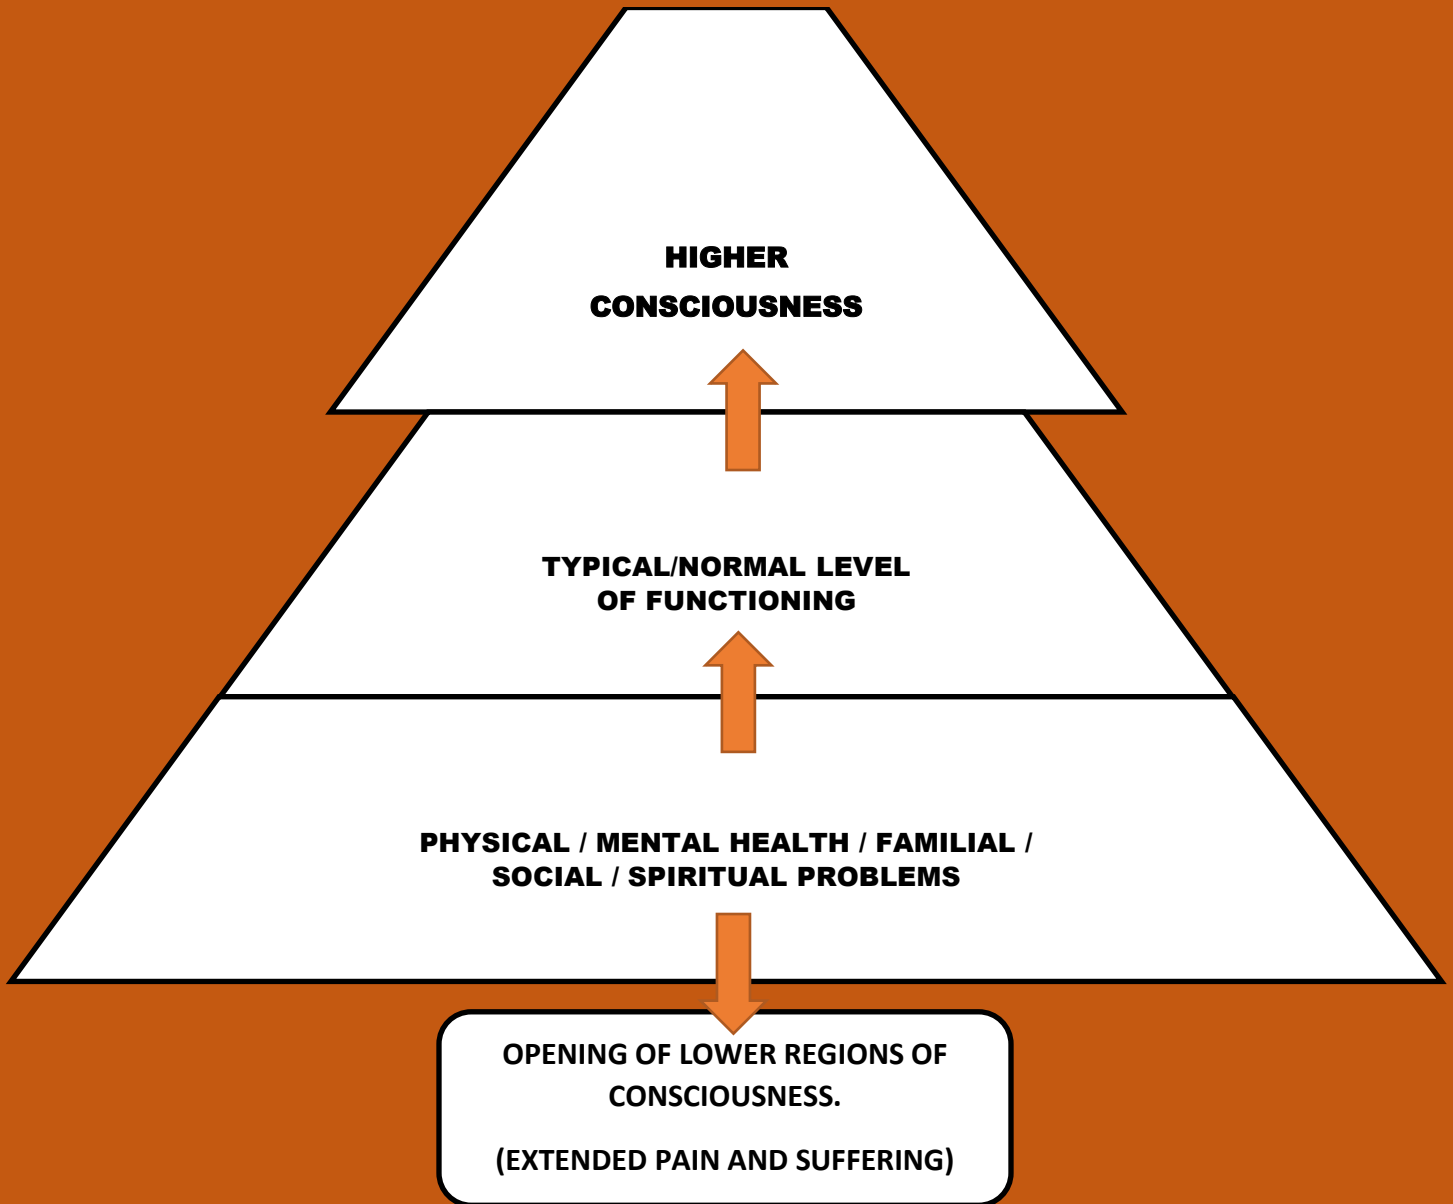 HIGHER
CONSCIOUSNESS
TYPICAL/NORMAL LEVEL
OF FUNCTIONING
PHYSICAL / MENTAL HEALTH / FAMILIAL /
SOCIAL / SPIRITUAL PROBLEMS
OPENING OF LOWER REGIONS OF
CONSCIOUSNESS.
(EXTENDED PAIN AND SUFFERING)